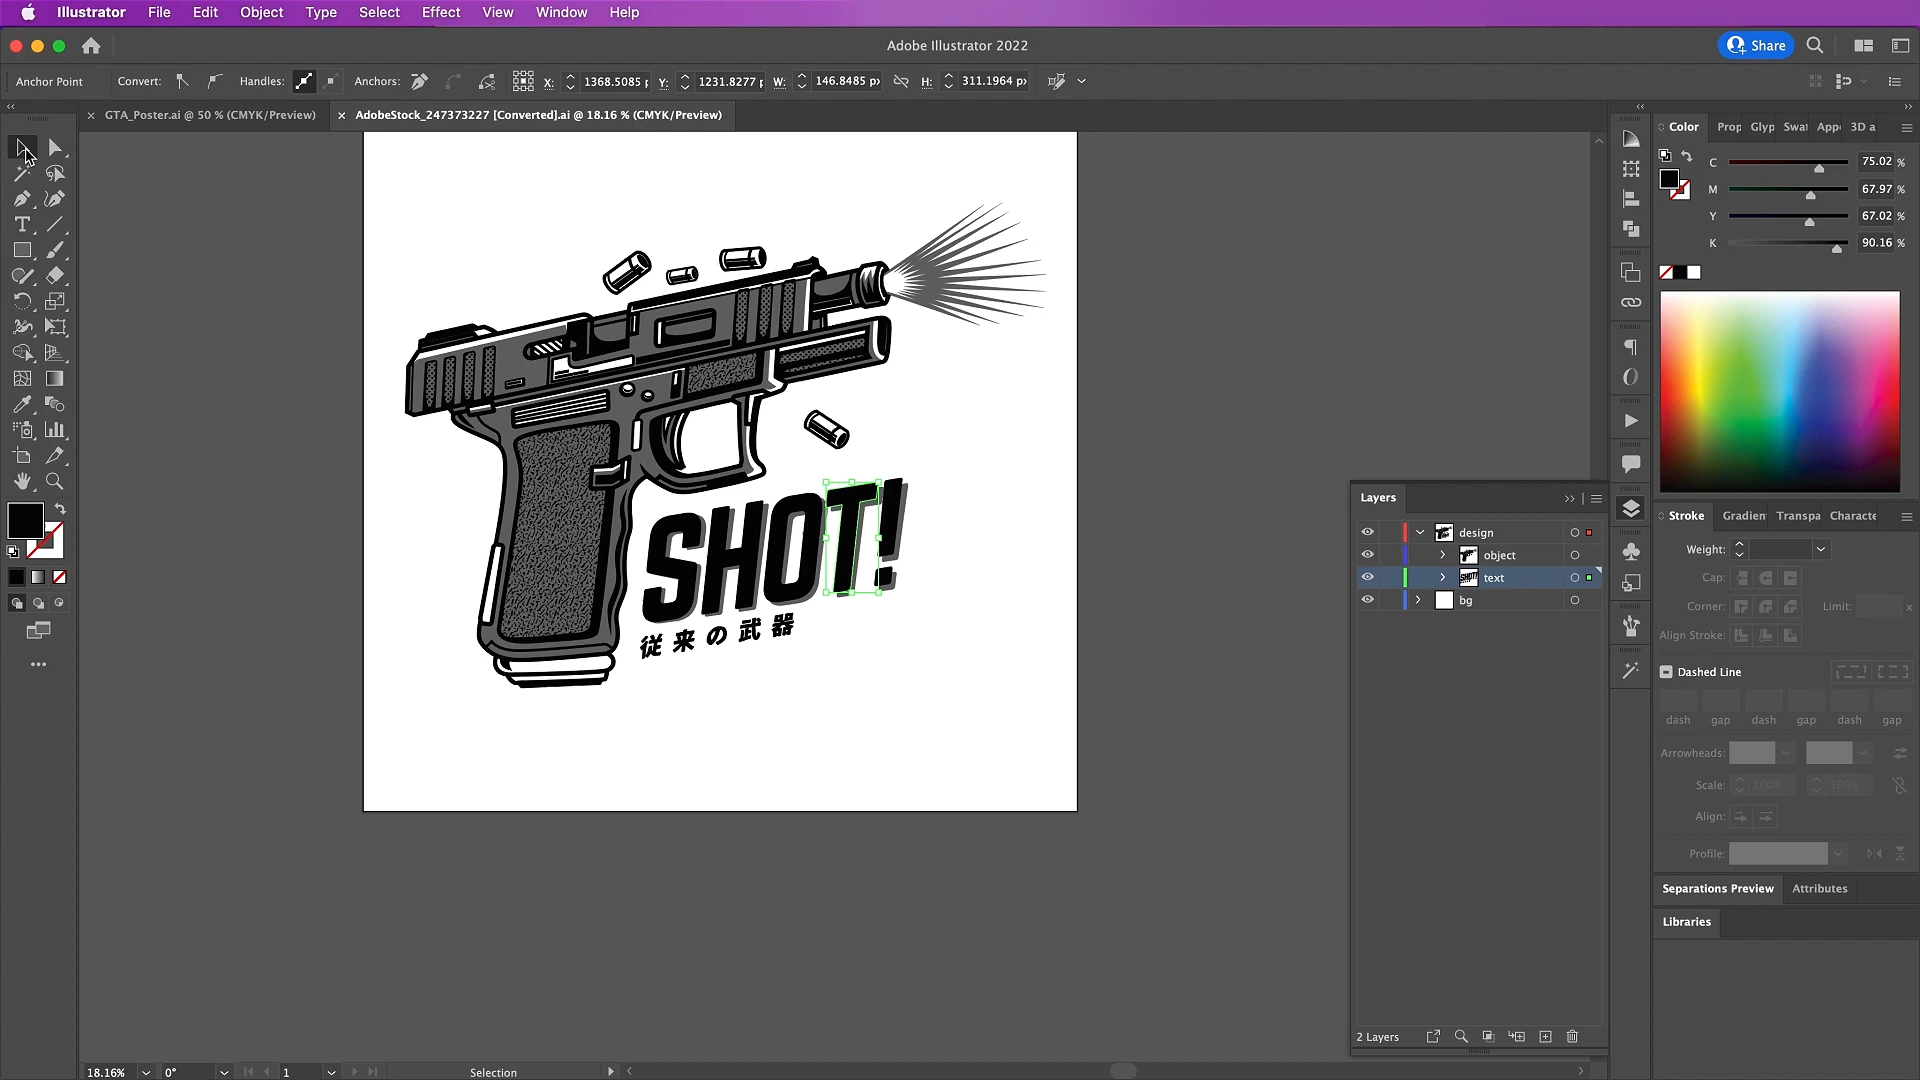 Illustrator File Edit Object Type Select Effect View Window Help
Adobe Illustrator 2022
Share
Anchor Point Convert: Handles: Anchors: X: 1368.5085 Y: 1231.8277 W: 146.8485 px H: 311.1964 px
GTA_Poster.ai @ 50 % (CMYK/Preview) AdobeStock_247373227 [Converted].ai @ 18.16 % (CMYK/Preview)
Color Prop Glyp Swat Appe 3D a
C 75.02 %
M 67.97 %
Y 67.02 %
K 90.16 %
SHOT!
従来の武器
Layers
design
object
text
bg
2 Layers
Stroke Gradien Transpa Characte
Weight:
Cap:
Corner: Limit: x
Align Stroke:
Dashed Line
dash gap dash gap dash gap
Arrowheads:
Scale: 100% 100%
Align:
Profile:
Separations Preview Attributes
Libraries
18.16% 0° 1 Selection